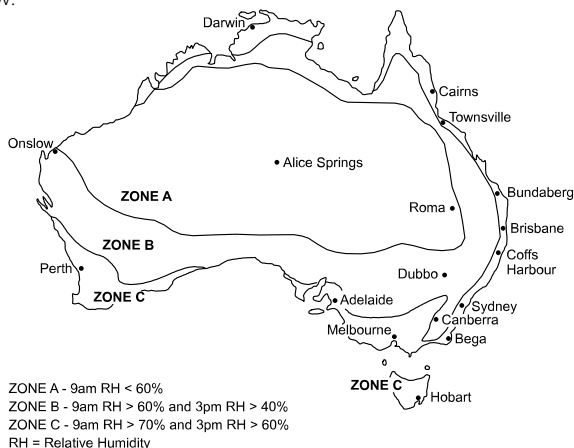 Darwin
Cairns
Townsville
Onslow
Alice Springs
ZONE A
Bundaberg
Roma
Brisbane
ZONE B
Coffs
Harbour
Perth
Dubbo
ZONE C
Adelaide
Sydney
Canberra
Melbourne
Bega
ZONE C
Hobart
ZONE A - 9am RH < 60%
ZONE B - 9am RH > 60% and 3pm RH > 40%
ZONE C - 9am RH > 70% and 3pm RH > 60%
RH = Relative Humidity